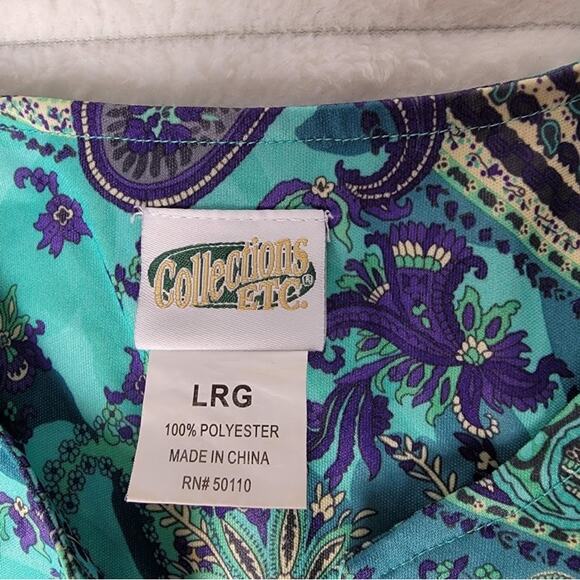 Collections
ETC.®
LRG
100% POLYESTER
MADE IN CHINA
RN# 50110